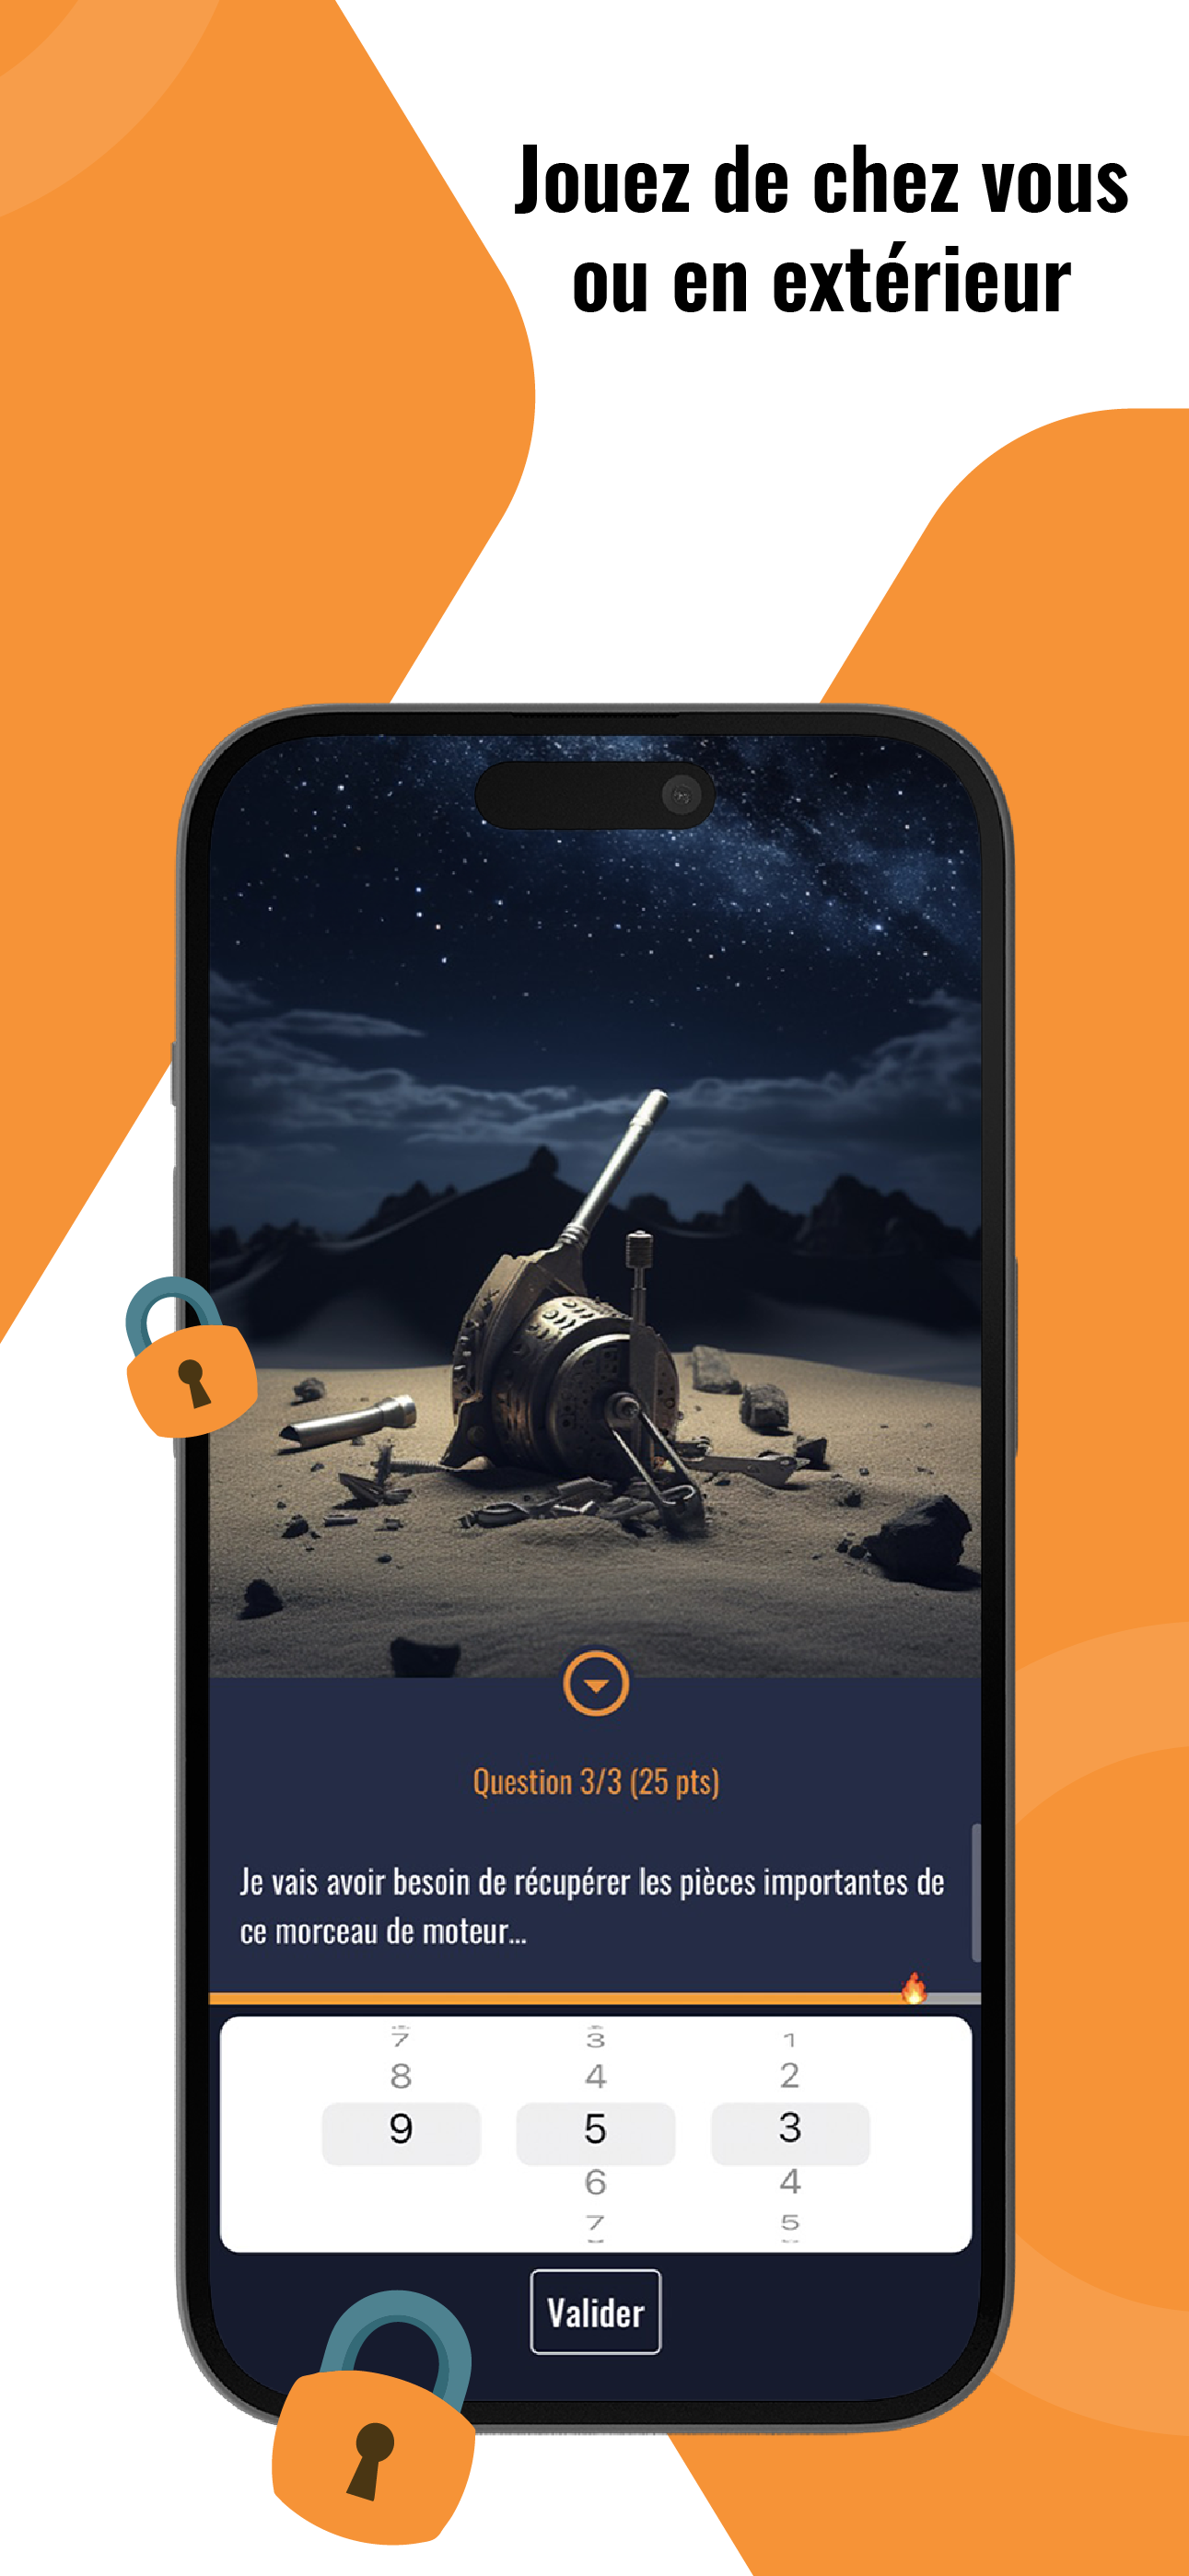 Jouez de chez vous
ou en extérieur
Question 3/3 (25 pts)
Je vais avoir besoin de récupérer les pièces importantes de
ce morceau de moteur...
7 3 1
8 4 2
9 5 3
6 4
7 5
Valider